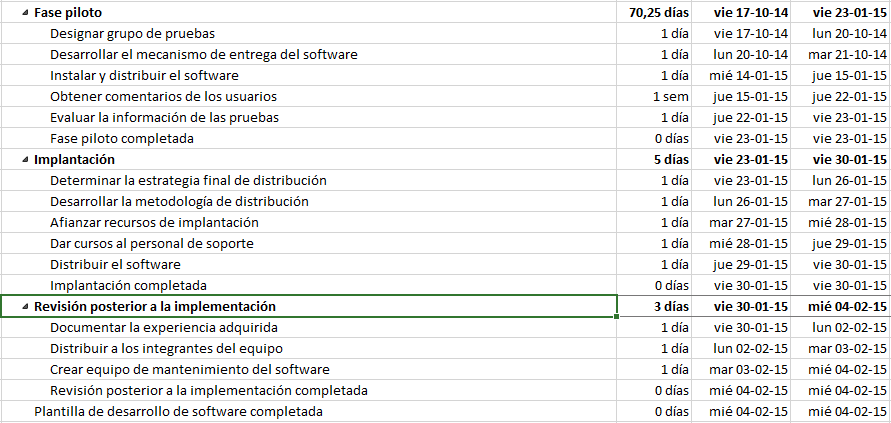 Fase piloto 70,25 días vie 17-10-14 vie 23-01-15
Designar grupo de pruebas 1 día vie 17-10-14 lun 20-10-14
Desarrollar el mecanismo de entrega del software 1 día lun 20-10-14 mar 21-10-14
Instalar y distribuir el software 1 día mié 14-01-15 jue 15-01-15
Obtener comentarios de los usuarios 1 sem jue 15-01-15 jue 22-01-15
Evaluar la información de las pruebas 1 día jue 22-01-15 vie 23-01-15
Fase piloto completada 0 días vie 23-01-15 vie 23-01-15
Implantación 5 días vie 23-01-15 vie 30-01-15
Determinar la estrategia final de distribución 1 día vie 23-01-15 lun 26-01-15
Desarrollar la metodología de distribución 1 día lun 26-01-15 mar 27-01-15
Afianzar recursos de implantación 1 día mar 27-01-15 mié 28-01-15
Dar cursos al personal de soporte 1 día mié 28-01-15 jue 29-01-15
Distribuir el software 1 día jue 29-01-15 vie 30-01-15
Implantación completada 0 días vie 30-01-15 vie 30-01-15
Revisión posterior a la implementación 3 días vie 30-01-15 mié 04-02-15
Documentar la experiencia adquirida 1 día vie 30-01-15 lun 02-02-15
Distribuir a los integrantes del equipo 1 día lun 02-02-15 mar 03-02-15
Crear equipo de mantenimiento del software 1 día mar 03-02-15 mié 04-02-15
Revisión posterior a la implementación completada 0 días mié 04-02-15 mié 04-02-15
Plantilla de desarrollo de software completada 0 días mié 04-02-15 mié 04-02-15